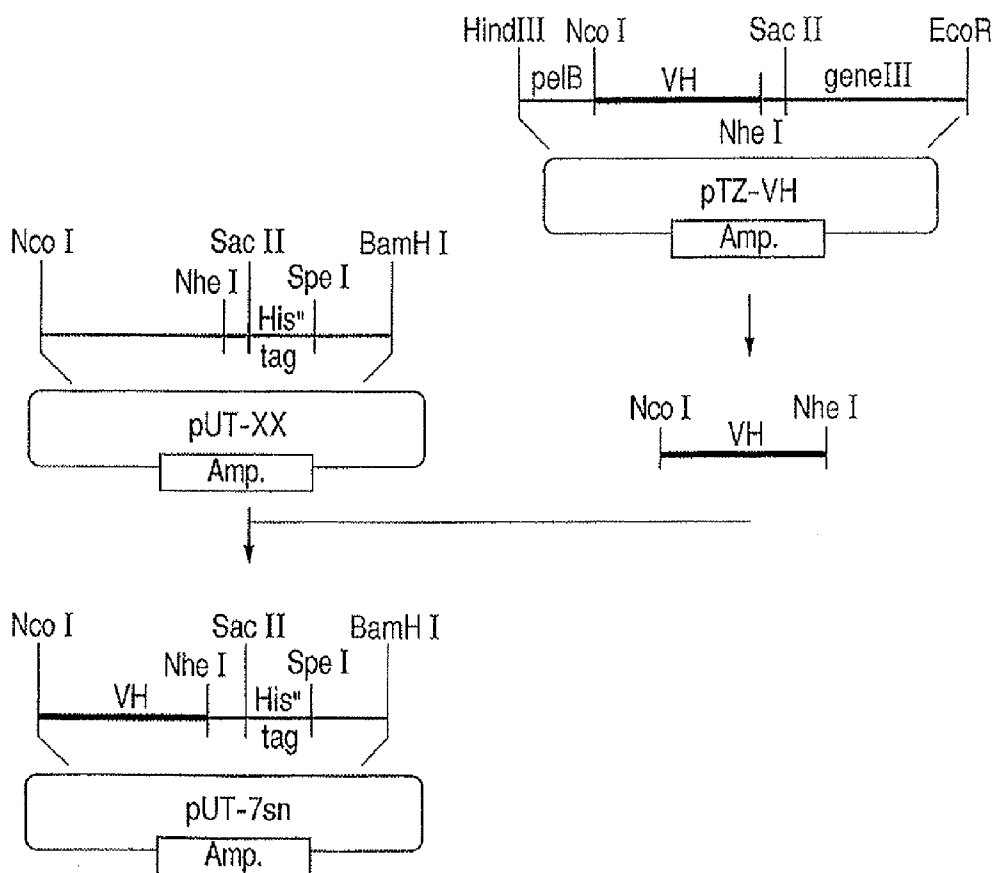 HindIII Nco I Sac II EcoR
pelB VH geneIII
Nhe I
pTZ-VH
Amp.
Nco I Sac II BamH I
Nhe I Spe I
His"
tag
pUT-XX
Amp.
Nco I Nhe I
VH
Nco I Sac II BamH I
Nhe I Spe I
VH His"
tag
pUT-7sn
Amp.